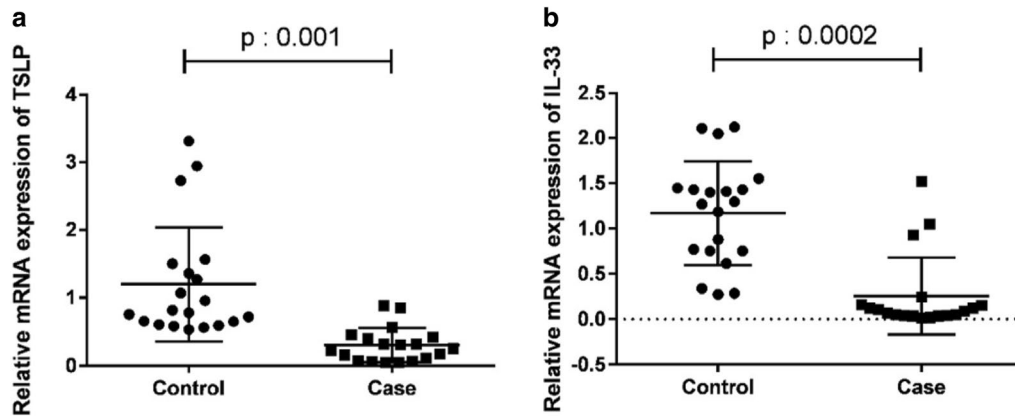 a
p : 0.001
Relative mRNA expression of TSLP
4
3
2
1
0
Control Case
b
p : 0.0002
Relative mRNA expression of IL-33
2.5
2.0
1.5
1.0
0.5
0.0
-0.5
Control Case